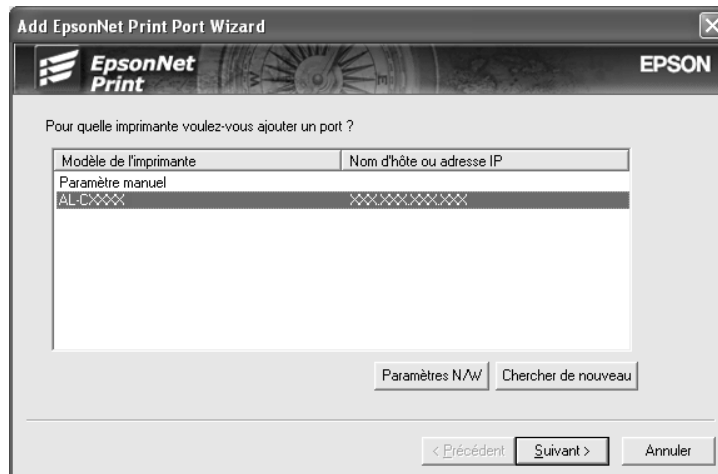 Add EpsonNet Print Port Wizard
EpsonNet
Print
EPSON
Pour quelle imprimante voulez-vous ajouter un port ?
Modèle de l'imprimante Nom d'hôte ou adresse IP
Paramètre manuel
AL-CXXXX XXX.XXX.XXX.XXX
Paramètres N/W Chercher de nouveau
< Précédent Suivant > Annuler